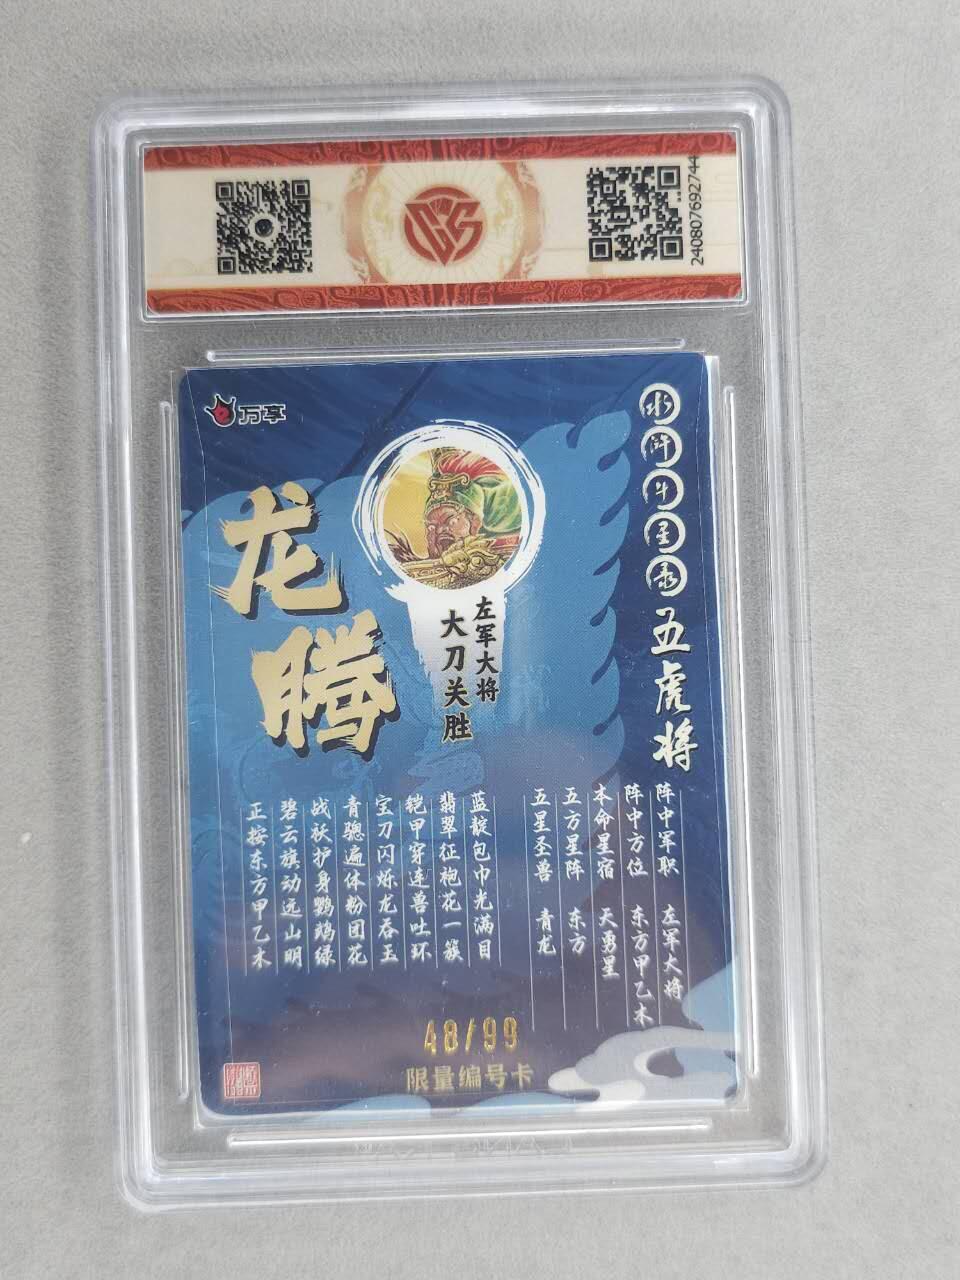 240807692744
万享
水浒斗星录五虎将
龙腾
左军大将
大刀关胜
阵中军职 左军大将
阵中方位 东方甲乙木
本命星宿 天勇星
五方星阵 东方
五星圣兽 青龙
蓝靛包巾光满目
翡翠征袍花一簇
铠甲穿连兽吐环
宝刀闪烁龙吞玉
青骢遍体粉团花
战袄护身鹦鹉绿
碧云旗动远山明
正按东方甲乙木
48/99
限量编号卡